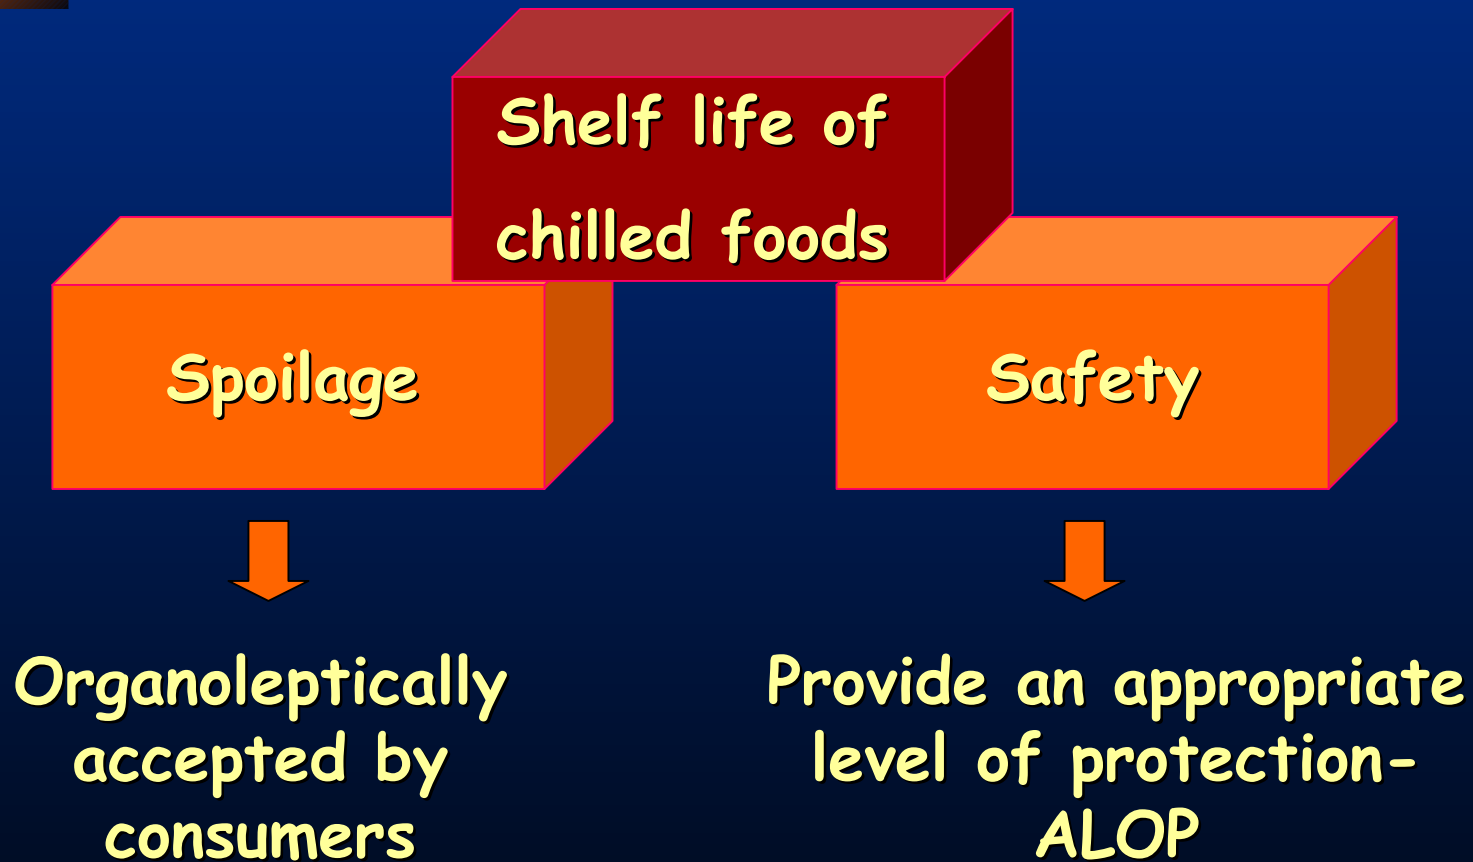 Shelf life of
chilled foods
Spoilage
Safety
Organoleptically
accepted by
consumers
Provide an appropriate
level of protection-
ALOP